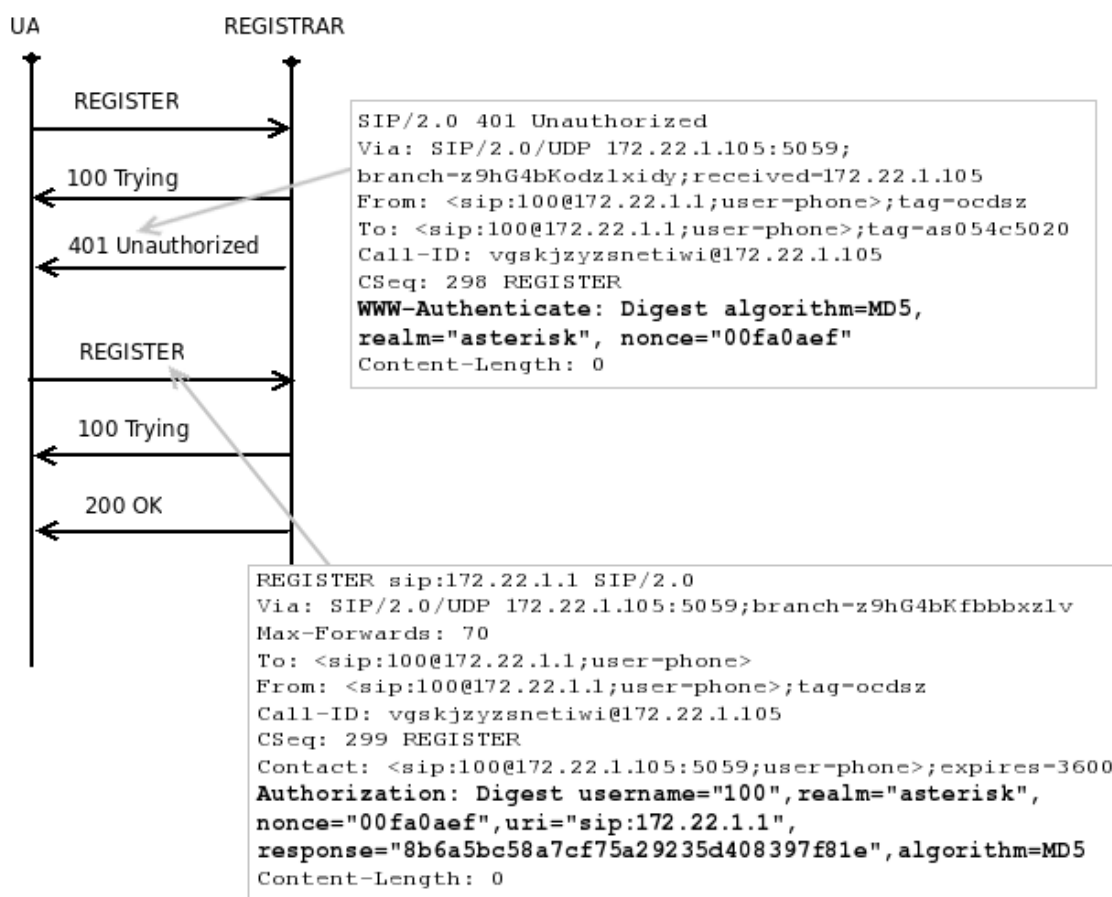 UA
REGISTRAR
REGISTER
100 Trying
401 Unauthorized
REGISTER
100 Trying
200 OK
SIP/2.0 401 Unauthorized
Via: SIP/2.0/UDP 172.22.1.105:5059;
branch=z9hG4bKodzlxidy;received=172.22.1.105
From: <sip:100@172.22.1.1;user=phone>;tag=ocdsz
To: <sip:100@172.22.1.1;user=phone>;tag=as054c5020
Call-ID: vgskjzyzsnetiwi@172.22.1.105
CSeq: 298 REGISTER
WWW-Authenticate: Digest algorithm=MD5,
realm="asterisk", nonce="00fa0aef"
Content-Length: 0
REGISTER sip:172.22.1.1 SIP/2.0
Via: SIP/2.0/UDP 172.22.1.105:5059;branch=z9hG4bKfbbbxzlv
Max-Forwards: 70
To: <sip:100@172.22.1.1;user=phone>
From: <sip:100@172.22.1.1;user=phone>;tag=ocdsz
Call-ID: vgskjzyzsnetiwi@172.22.1.105
CSeq: 299 REGISTER
Contact: <sip:100@172.22.1.105:5059;user=phone>;expires=3600
Authorization: Digest username="100",realm="asterisk",
nonce="00fa0aef",uri="sip:172.22.1.1",
response="8b6a5bc58a7cf75a29235d408397f81e",algorithm=MD5
Content-Length: 0